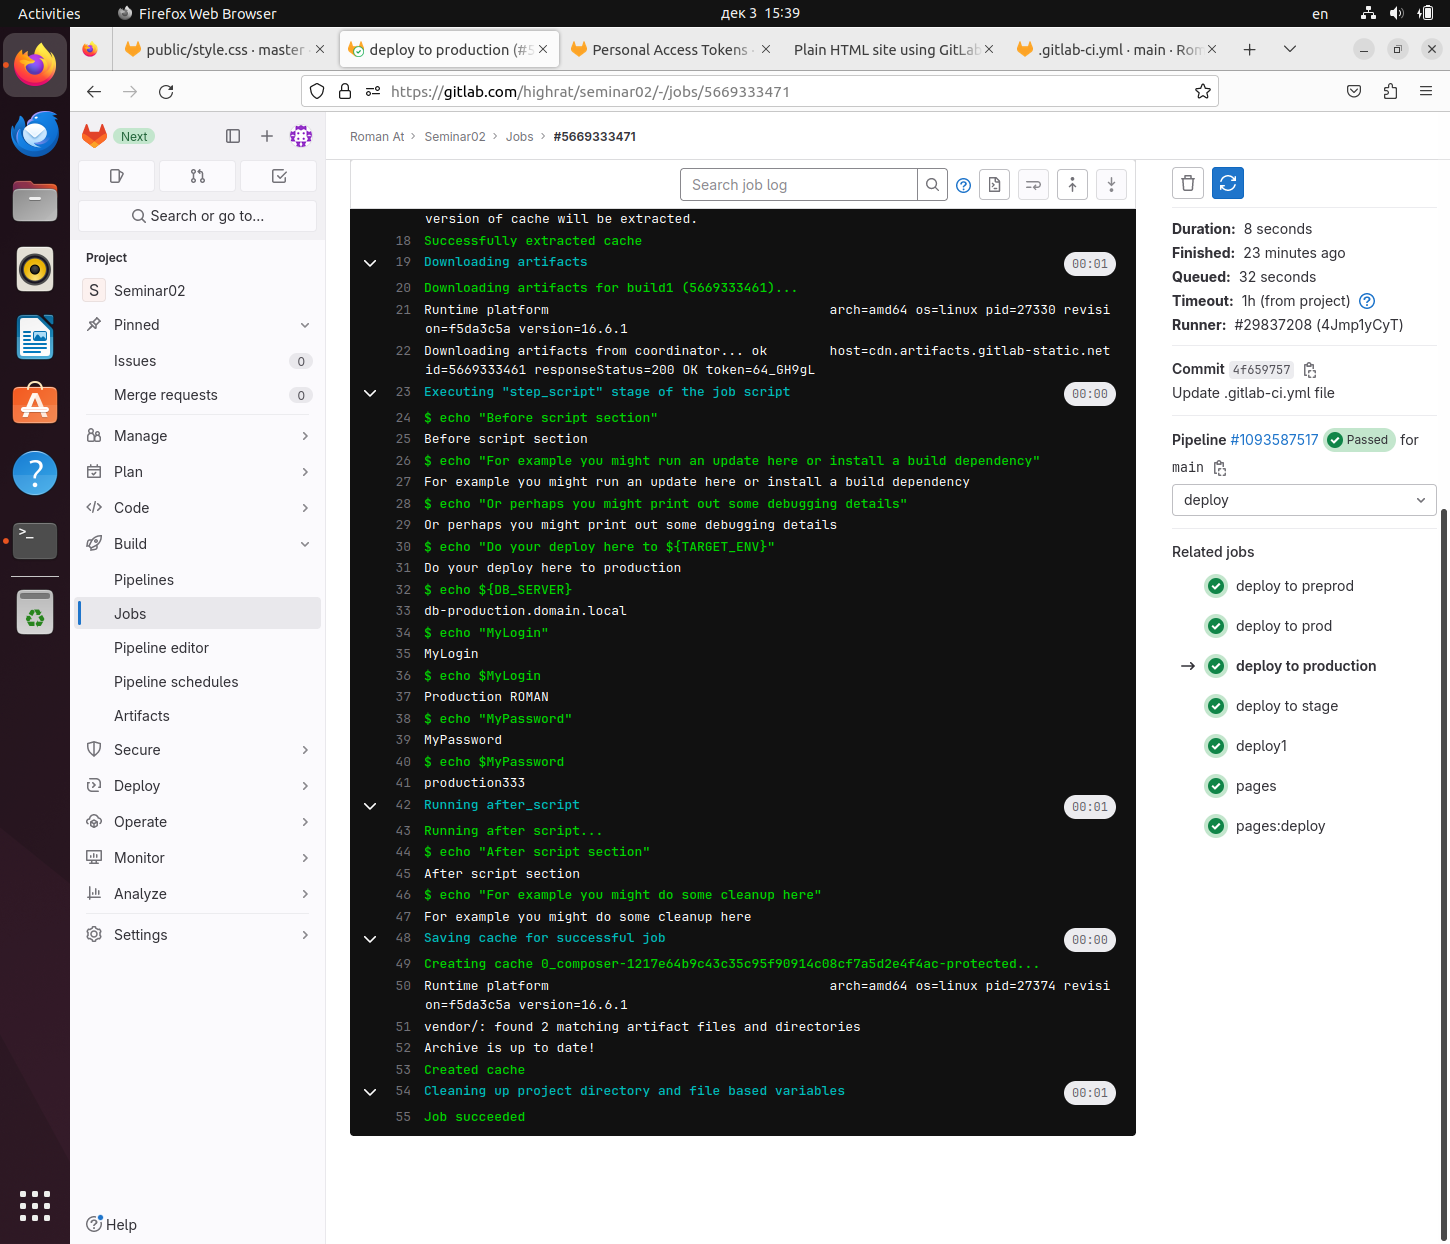 Activities
Firefox Web Browser
дек 3 15:39
en
public/style.css · master
deploy to production (#5
Personal Access Tokens ·
Plain HTML site using GitLab
.gitlab-ci.yml · main · Rom
https://gitlab.com/highrat/seminar02/-/jobs/5669333471
Next
Search or go to...
Project
S Seminar02
Pinned
Issues 0
Merge requests 0
Manage
Plan
Code
Build
Pipelines
Jobs
Pipeline editor
Pipeline schedules
Artifacts
Secure
Deploy
Operate
Monitor
Analyze
Settings
Help
Roman At > Seminar02 > Jobs > #5669333471
Search job log
version of cache will be extracted.
18 Successfully extracted cache
19 Downloading artifacts 00:01
20 Downloading artifacts for build1 (5669333461)...
21 Runtime platform arch=amd64 os=linux pid=27330 revisi
on=f5da3c5a version=16.6.1
22 Downloading artifacts from coordinator... ok host=cdn.artifacts.gitlab-static.net
id=5669333461 responseStatus=200 OK token=64_GH9gL
23 Executing "step_script" stage of the job script 00:00
24 $ echo "Before script section"
25 Before script section
26 $ echo "For example you might run an update here or install a build dependency"
27 For example you might run an update here or install a build dependency
28 $ echo "Or perhaps you might print out some debugging details"
29 Or perhaps you might print out some debugging details
30 $ echo "Do your deploy here to ${TARGET_ENV}"
31 Do your deploy here to production
32 $ echo ${DB_SERVER}
33 db-production.domain.local
34 $ echo "MyLogin"
35 MyLogin
36 $ echo $MyLogin
37 Production ROMAN
38 $ echo "MyPassword"
39 MyPassword
40 $ echo $MyPassword
41 production333
42 Running after_script 00:01
43 Running after script...
44 $ echo "After script section"
45 After script section
46 $ echo "For example you might do some cleanup here"
47 For example you might do some cleanup here
48 Saving cache for successful job 00:00
49 Creating cache 0_composer-1217e64b9c43c35c95f90914c08cf7a5d2e4f4ac-protected...
50 Runtime platform arch=amd64 os=linux pid=27374 revisi
on=f5da3c5a version=16.6.1
51 vendor/: found 2 matching artifact files and directories
52 Archive is up to date!
53 Created cache
54 Cleaning up project directory and file based variables 00:01
55 Job succeeded
Duration: 8 seconds
Finished: 23 minutes ago
Queued: 32 seconds
Timeout: 1h (from project)
Runner: #29837208 (4Jmp1yCyT)
Commit 4f659757
Update .gitlab-ci.yml file
Pipeline #1093587517 Passed for
main
deploy
Related jobs
deploy to preprod
deploy to prod
deploy to production
deploy to stage
deploy1
pages
pages:deploy